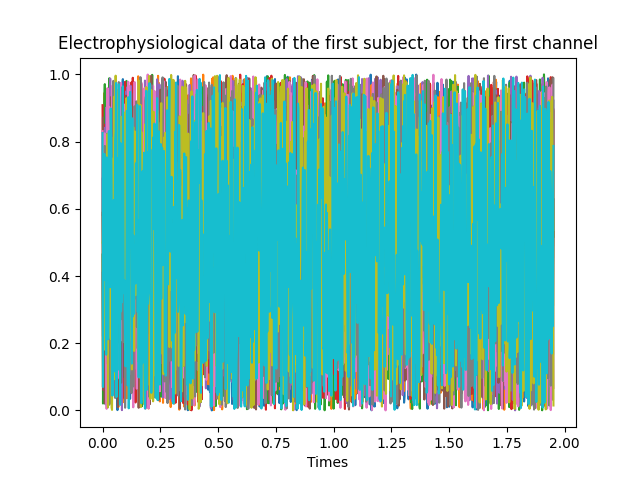 Electrophysiological data of the first subject, for the first channel
1.0
0.8
0.6
0.4
0.2
0.0
0.00 0.25 0.50 0.75 1.00 1.25 1.50 1.75 2.00
Times